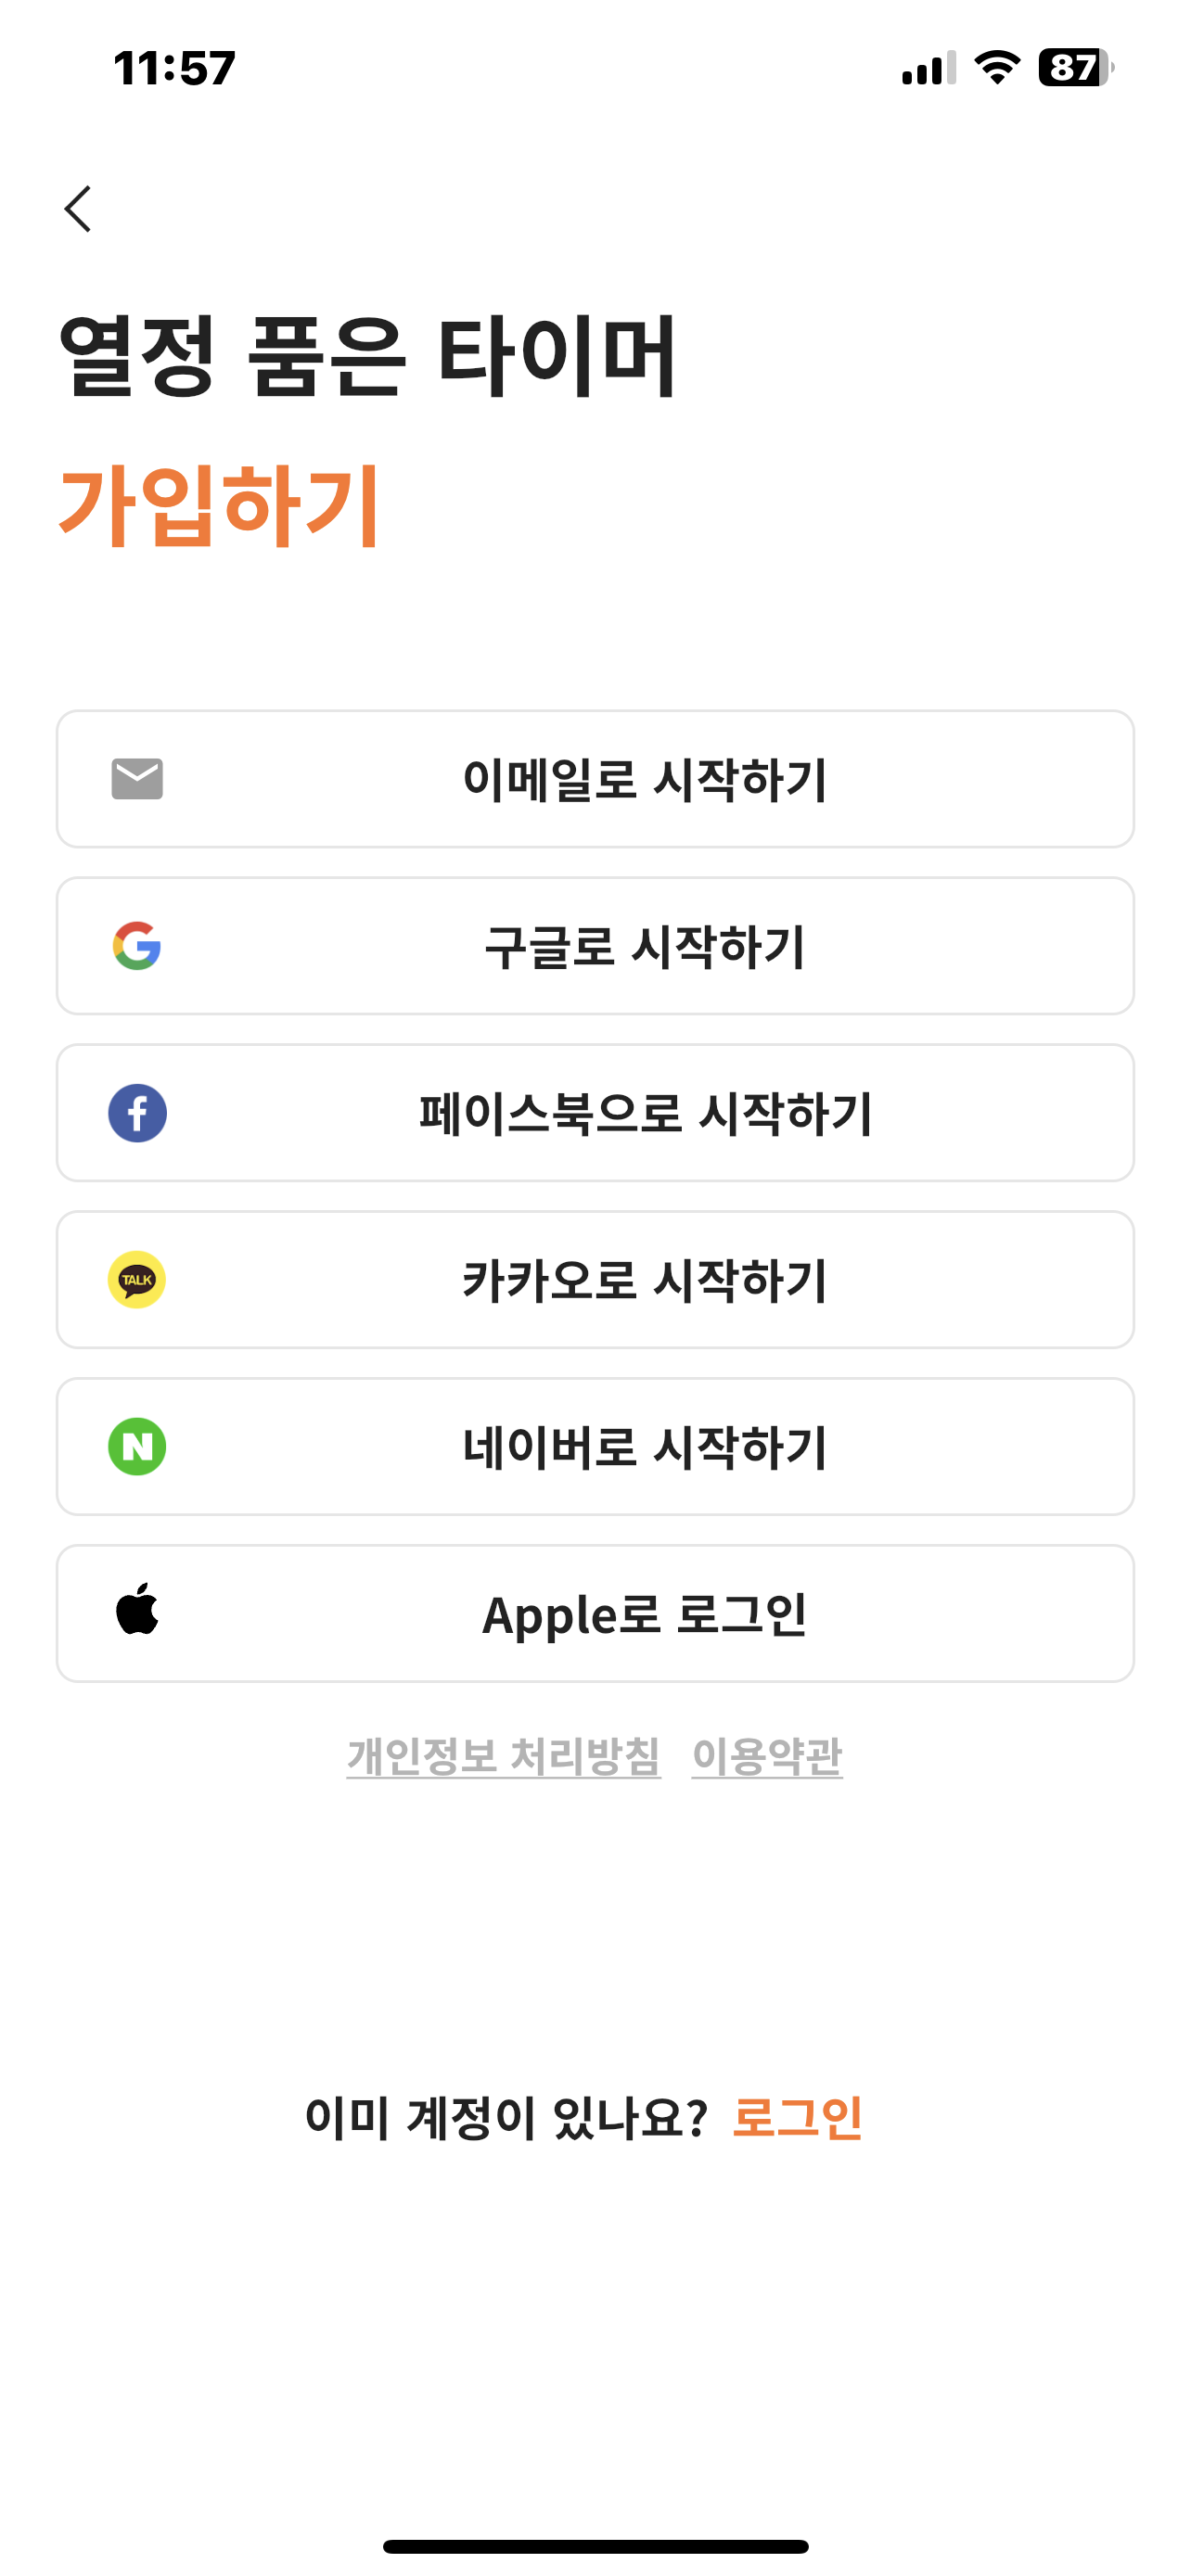 11:57
87
열정 품은 타이머
가입하기
이메일로 시작하기
구글로 시작하기
페이스북으로 시작하기
TALK
카카오로 시작하기
N
네이버로 시작하기
Apple로 로그인
개인정보 처리방침 이용약관
이미 계정이 있나요? 로그인